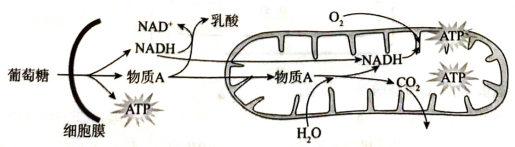 NAD⁺
乳酸
O₂
ATP
NADH
NADH
葡萄糖
物质A
物质A
CO₂
ATP
ATP
细胞膜
H₂O